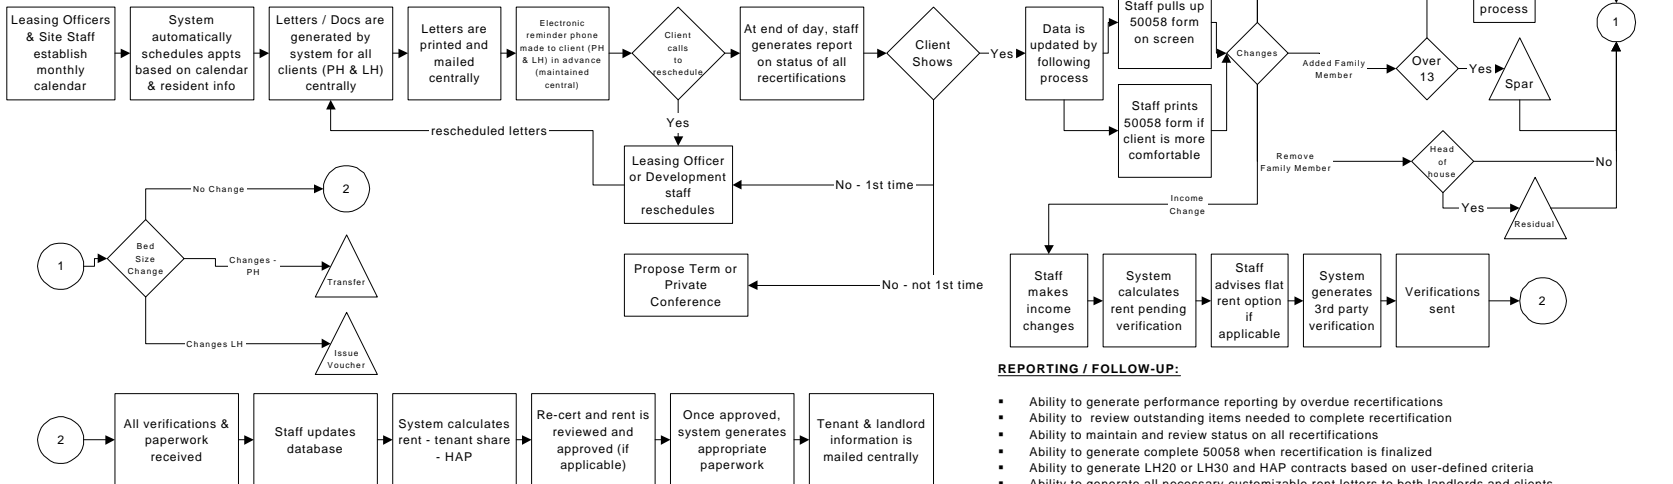 Leasing Officers
& Site Staff
establish
monthly
calendar
System
automatically
schedules appts
based on calendar
& resident info
Letters / Docs are
generated by
system for all
clients (PH & LH)
centrally
Letters are
printed and
mailed
centrally
Electronic
reminder phone
made to client (PH
& LH) in advance
(maintained
central)
Client
calls
to
reschedule
At end of day, staff
generates report
on status of all
recertifications
Client
Shows
Yes
Data is
updated by
following
process
Staff pulls up
50058 form
on screen
Staff prints
50058 form if
client is more
comfortable
Changes
Added Family
Member
Over
13
Yes
Spar
process
1
Remove
Family Member
Head
of
house
No
Yes
Residual
Yes
rescheduled letters
Leasing Officer
or Development
staff
reschedules
No - 1st time
Propose Term or
Private
Conference
No - not 1st time
Income
Change
Staff
makes
income
changes
System
calculates
rent pending
verification
Staff
advises flat
rent option
if
applicable
System
generates
3rd party
verification
Verifications
sent
2
1
Bed
Size
Change
No Change
2
Changes -
PH
Transfer
Changes LH
Issue
Voucher
2
All verifications &
paperwork
received
Staff updates
database
System calculates
rent - tenant share
- HAP
Re-cert and rent is
reviewed and
approved (if
applicable)
Once approved,
system generates
appropriate
paperwork
Tenant & landlord
information is
mailed centrally
REPORTING / FOLLOW-UP:
▪ Ability to generate performance reporting by overdue recertifications
▪ Ability to review outstanding items needed to complete recertification
▪ Ability to maintain and review status on all recertifications
▪ Ability to generate complete 50058 when recertification is finalized
▪ Ability to generate LH20 or LH30 and HAP contracts based on user-defined criteria
▪ Ability to generate all necessary customizable rent letters to both landlords and clients